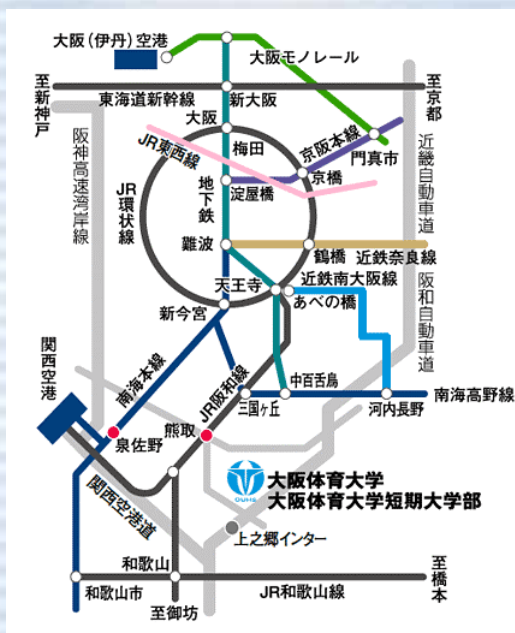 大阪(伊丹)空港
大阪モノレール
至新神戸
東海道新幹線
新大阪
至京都
大阪
梅田
京阪本線
門真市
JR東西線
阪神高速湾岸線
近畿自動車道
地下鉄
淀屋橋
京橋
JR環状線
難波
鶴橋
近鉄奈良線
天王寺
近鉄南大阪線
あべの橋
阪和自動車道
新今宮
関西空港
南海本線
JR阪和線
中百舌鳥
三国ヶ丘
河内長野
南海高野線
熊取
泉佐野
OUHS
大阪体育大学
大阪体育大学短期大学部
関西空港道
上之郷インター
和歌山
至橋本
和歌山市
至御坊
JR和歌山線